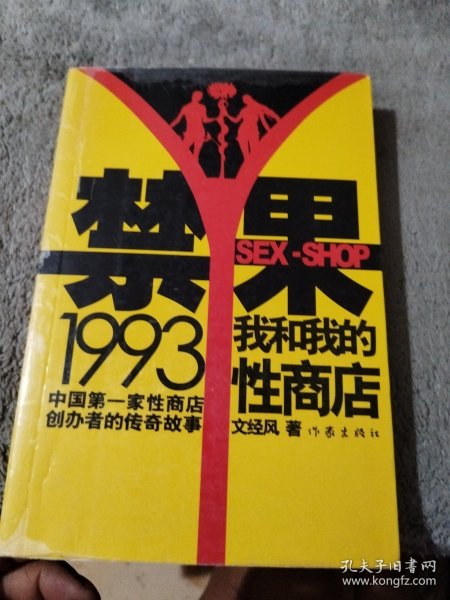 禁果
SEX-SHOP
1993
我和我的
性商店
中国第一家性商店
创办者的传奇故事
文经风 著 作家出版社
孔夫子旧书网
www.kongfz.com